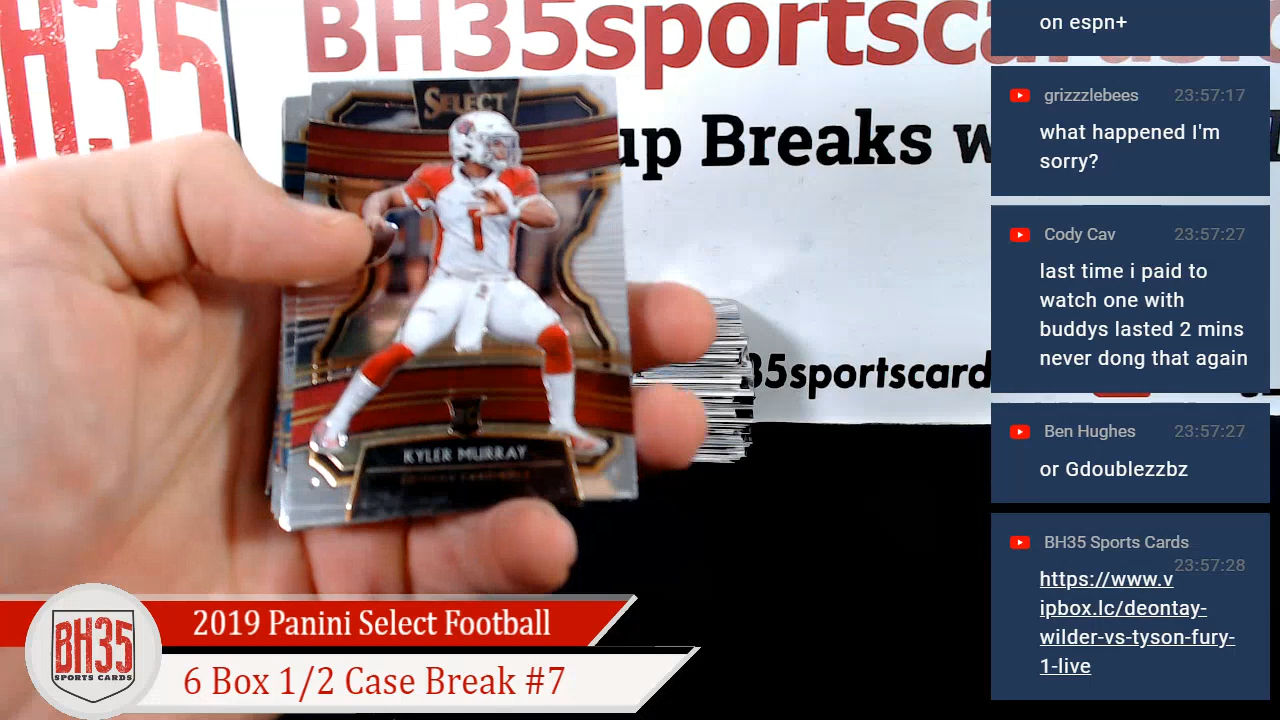 BH35
BH35sportsca
up Breaks w
35sportscard
SELECT
1
KYLER MURRAY
BH35
SPORTS CARDS
2019 Panini Select Football
6 Box 1/2 Case Break #7
on espn+
grizzzlebees 23:57:17
what happened I'm
sorry?
Cody Cav 23:57:27
last time i paid to
watch one with
buddys lasted 2 mins
never dong that again
Ben Hughes 23:57:27
or Gdoublezzbz
BH35 Sports Cards
23:57:28
https://www.v
ipbox.lc/deontay-
wilder-vs-tyson-fury-
1-live